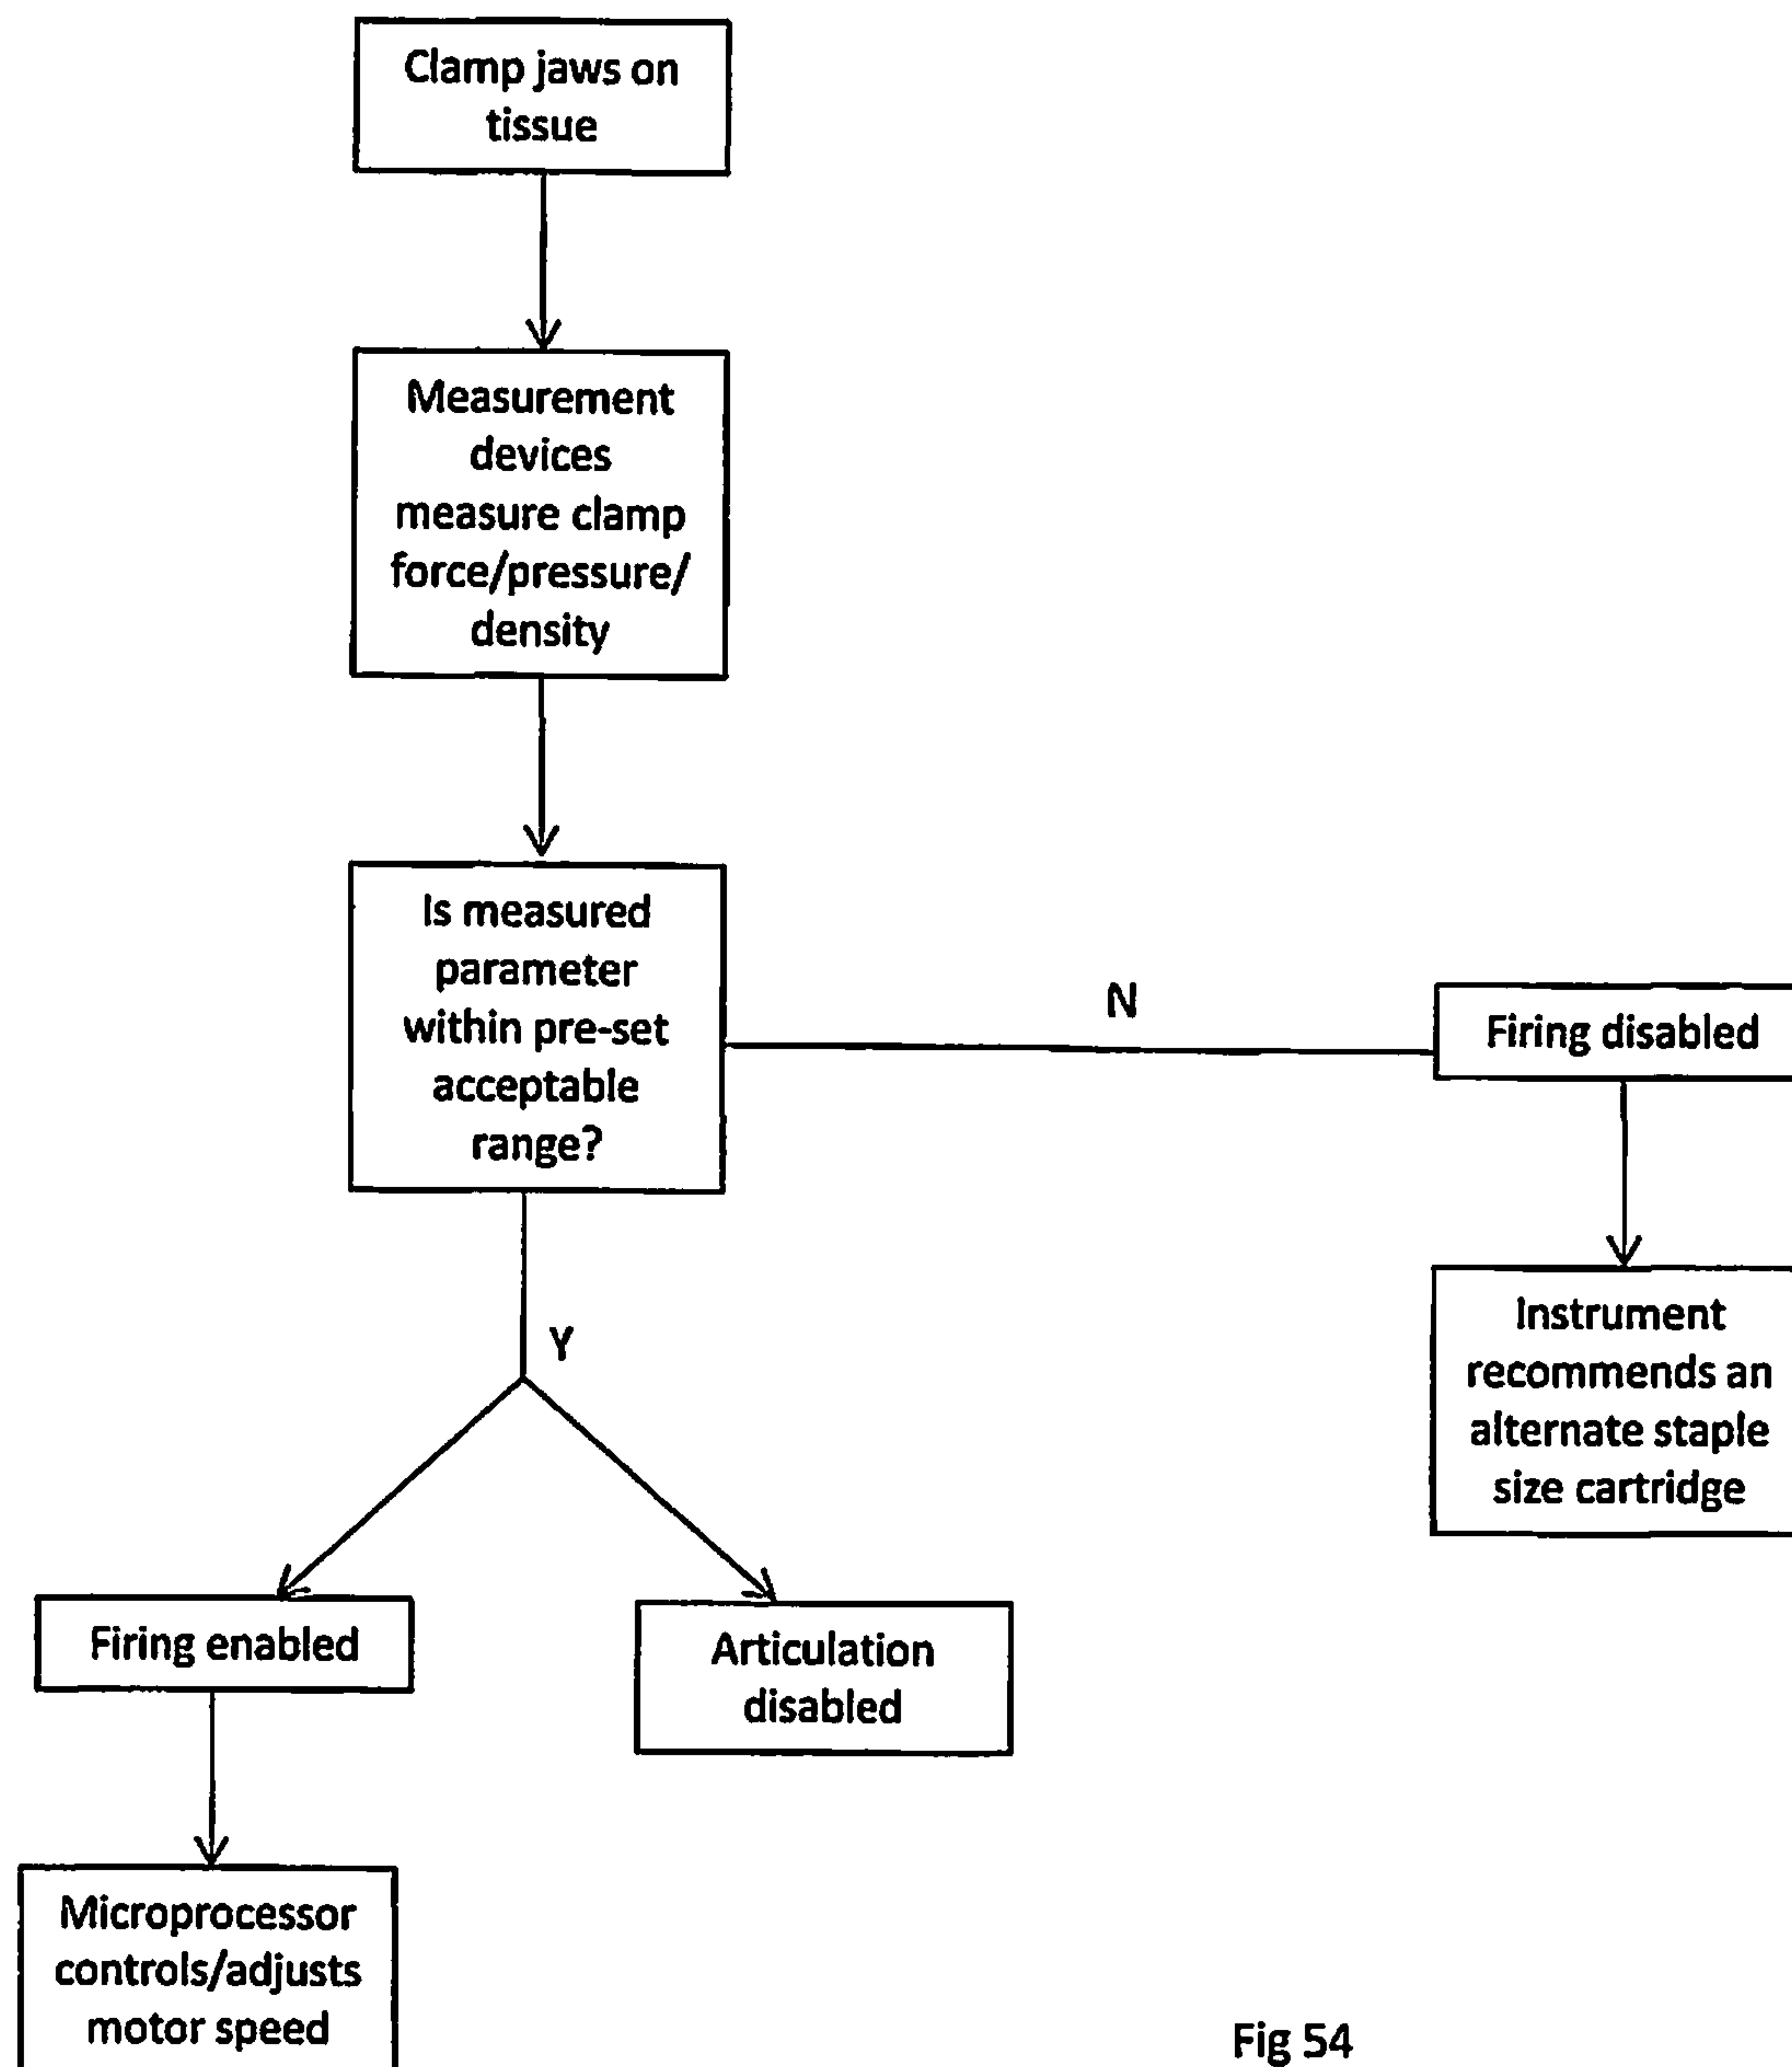 Clamp jaws on
tissue
Measurement
devices
measure clamp
force/pressure/
density
Is measured
parameter
within pre-set
acceptable
range?
N
Firing disabled
Instrument
recommends an
alternate staple
size cartridge
Y
Firing enabled
Articulation
disabled
Microprocessor
controls/adjusts
motor speed
Fig 54